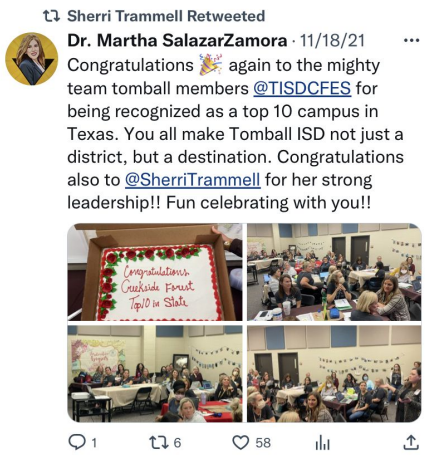 Sherri Trammell Retweeted
Dr. Martha SalazarZamora · 11/18/21 ...
Congratulations 🎉 again to the mighty
team tomball members @TISDCFES for
being recognized as a top 10 campus in
Texas. You all make Tomball ISD not just a
district, but a destination. Congratulations
also to @SherriTrammell for her strong
leadership!! Fun celebrating with you!!
Congratulations
Creekside Forest
Top 10 in State
1 6 58